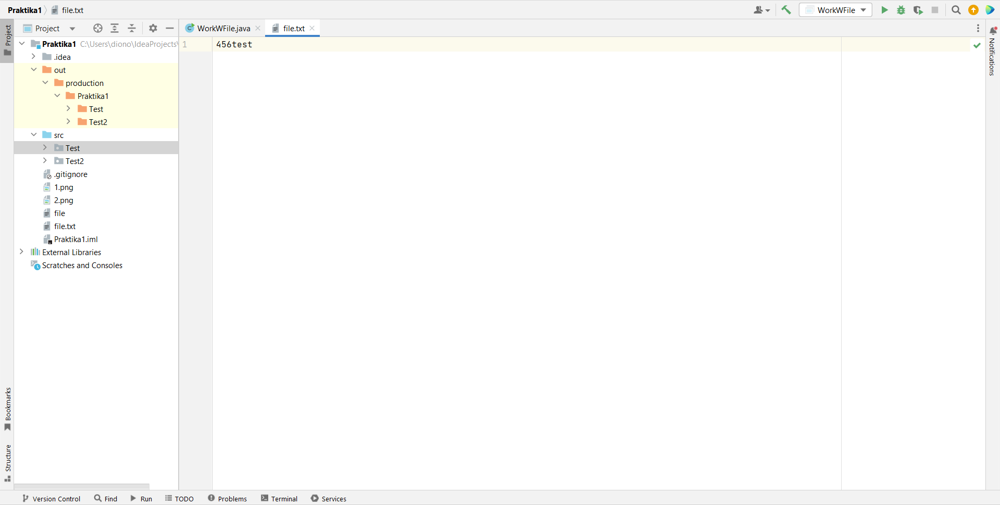 Praktika1
file.txt
WorkWFile
Project
Project
WorkWFile.java
file.txt
Notifications
Praktika1 C:\Users\diono\IdeaProjects\
1
456test
.idea
out
production
Praktika1
Test
Test2
src
Test
Test2
.gitignore
1.png
2.png
file
file.txt
Praktika1.iml
External Libraries
Scratches and Consoles
Bookmarks
Structure
Version Control
Find
Run
TODO
Problems
Terminal
Services